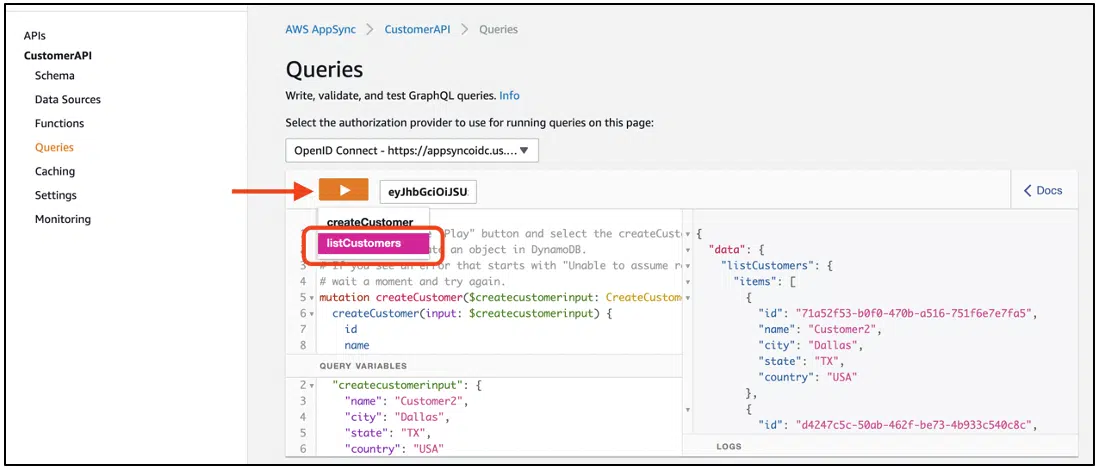 APIs
CustomerAPI
Schema
Data Sources
Functions
Queries
Caching
Settings
Monitoring
AWS AppSync > CustomerAPI > Queries
Queries
Write, validate, and test GraphQL queries. Info
Select the authorization provider to use for running queries on this page:
OpenID Connect - https://appsyncoidc.us....
eyJhbGciOiJSU
Docs
createCustomer
listCustomers
"Play" button and select the createCust
an object in DynamoDB.
3 # If you see an error that starts with "Unable to assume
4 # wait a moment and try again.
5 mutation createCustomer($createcustomerinput: CreateCustome
6 createCustomer(input: $createcustomerinput) {
7 id
8 name
QUERY VARIABLES
2 "createcustomerinput": {
3 "name": "Customer2",
4 "city": "Dallas",
5 "state": "TX",
6 "country": "USA"
{
"data": {
"listCustomers": {
"items": [
{
"id": "71a52f53-b0f0-470b-a516-751f6e7e7fa5",
"name": "Customer2",
"city": "Dallas",
"state": "TX",
"country": "USA"
},
{
"id": "d4247c5c-50ab-462f-be73-4b933c540c8c",
LOGS